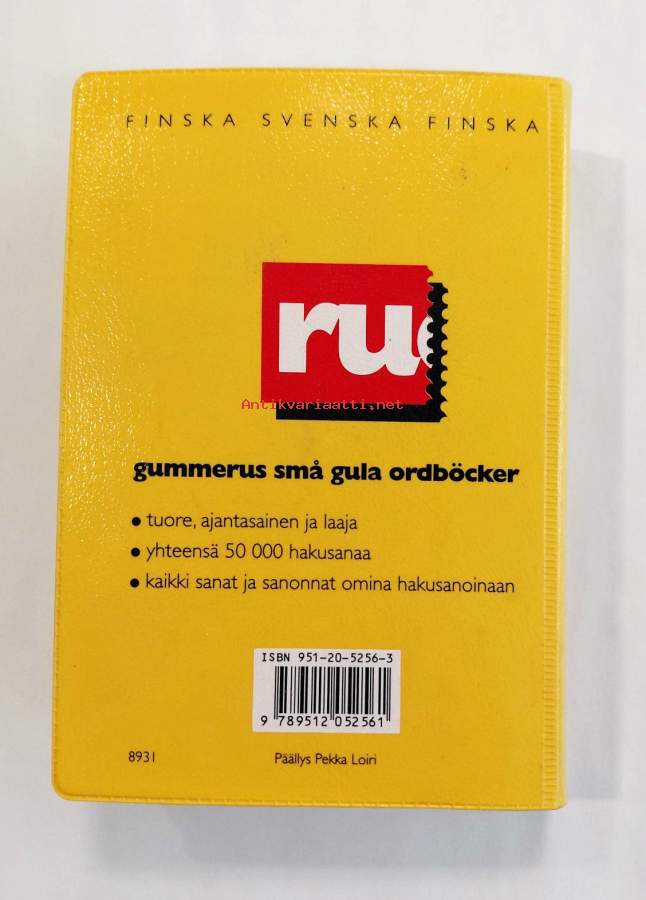 FINSKA SVENSKA FINSKA
ru
Antikvariaatti.net
gummerus små gula ordböcker
• tuore, ajantasainen ja laaja
• yhteensä 50 000 hakusanaa
• kaikki sanat ja sanonnat omina hakusanoinaan
ISBN 951-20-5256-3
9 789512 052561
8931 Päällys Pekka Loiri